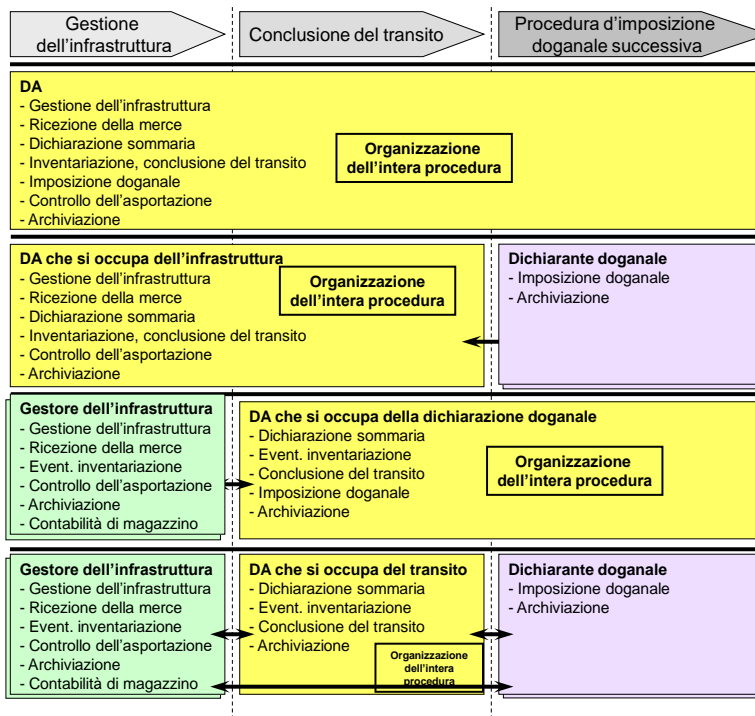 Gestione
dell'infrastruttura
Conclusione del transito
Procedura d'imposizione
doganale successiva
DA
- Gestione dell'infrastruttura
- Ricezione della merce
- Dichiarazione sommaria
- Inventariazione, conclusione del transito
- Imposizione doganale
- Controllo dell'asportazione
- Archiviazione
Organizzazione
dell'intera procedura
DA che si occupa dell'infrastruttura
- Gestione dell'infrastruttura
- Ricezione della merce
- Dichiarazione sommaria
- Inventariazione, conclusione del transito
- Controllo dell'asportazione
- Archiviazione
Organizzazione
dell'intera procedura
Dichiarante doganale
- Imposizione doganale
- Archiviazione
Gestore dell'infrastruttura
- Gestione dell'infrastruttura
- Ricezione della merce
- Event. inventariazione
- Controllo dell'asportazione
- Archiviazione
- Contabilità di magazzino
DA che si occupa della dichiarazione doganale
- Dichiarazione sommaria
- Event. inventariazione
- Conclusione del transito
- Imposizione doganale
- Archiviazione
Organizzazione
dell'intera procedura
Gestore dell'infrastruttura
- Gestione dell'infrastruttura
- Ricezione della merce
- Event. inventariazione
- Controllo dell'asportazione
- Archiviazione
- Contabilità di magazzino
DA che si occupa del transito
- Dichiarazione sommaria
- Event. inventariazione
- Conclusione del transito
- Archiviazione
Organizzazione
dell'intera
procedura
Dichiarante doganale
- Imposizione doganale
- Archiviazione